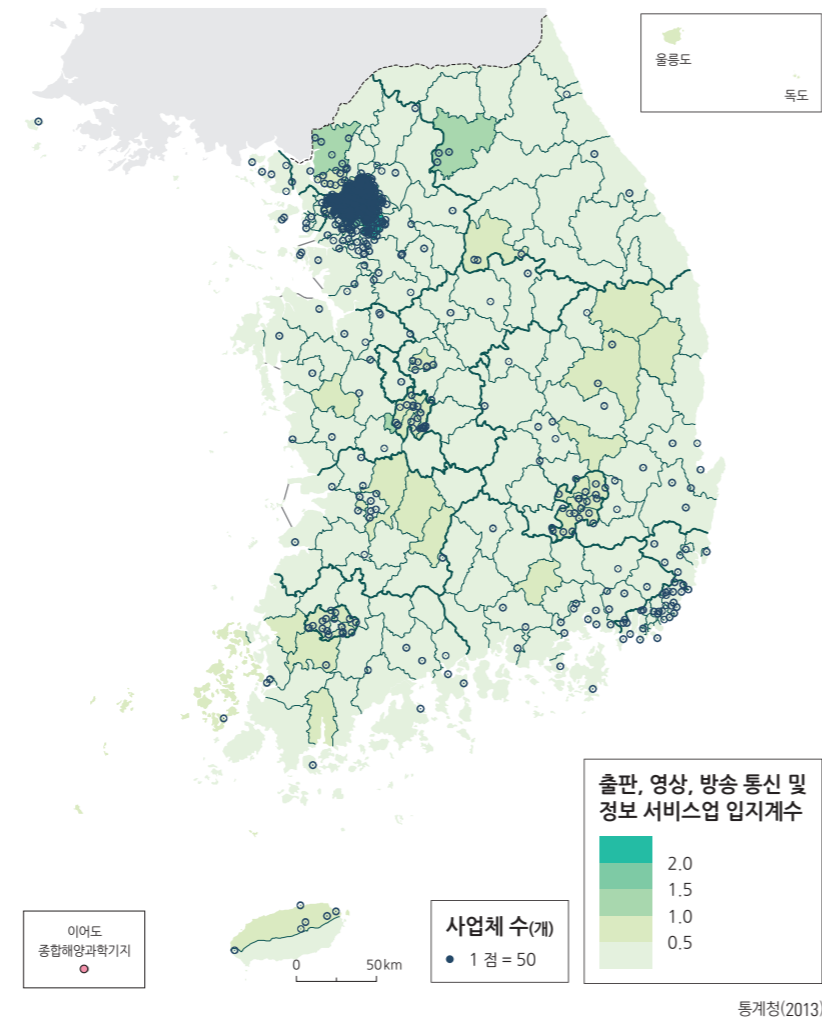 울릉도
독도
출판, 영상, 방송 통신 및
정보 서비스업 입지계수
2.0
1.5
1.0
0.5
사업체 수(개)
1 점 = 50
이어도
종합해양과학기지
0 50km
통계청(2013)